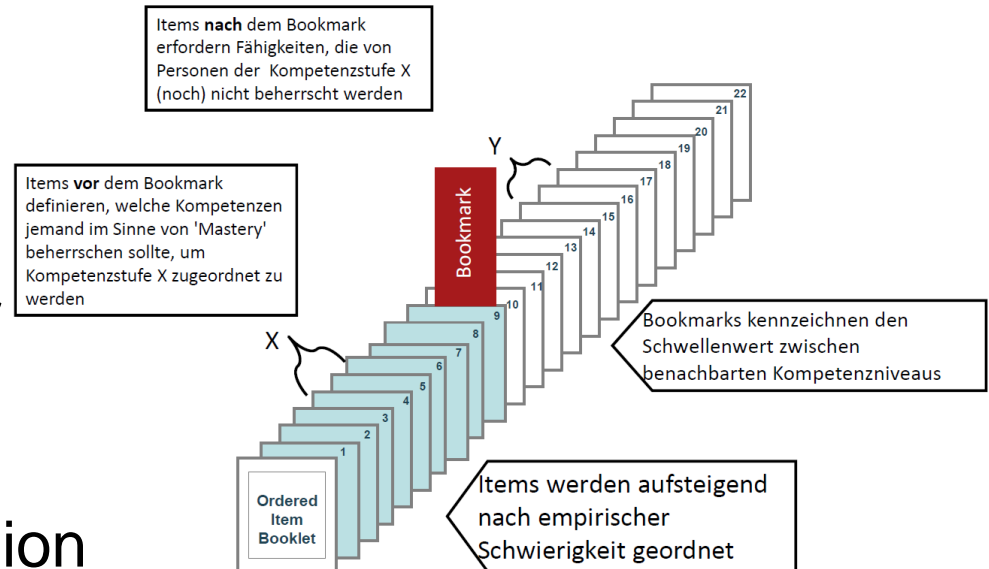 Items nach dem Bookmark
erfordern Fähigkeiten, die von
Personen der Kompetenzstufe X
(noch) nicht beherrscht werden
Items vor dem Bookmark
definieren, welche Kompetenzen
jemand im Sinne von 'Mastery'
beherrschen sollte, um
Kompetenzstufe X zugeordnet zu
werden
Y
X
Bookmark
22
21
20
19
18
17
16
15
14
13
12
11
10
9
8
7
6
5
4
3
2
1
Ordered
Item
Booklet
Bookmarks kennzeichnen den
Schwellenwert zwischen
benachbarten Kompetenzniveaus
Items werden aufsteigend
nach empirischer
Schwierigkeit geordnet
ion